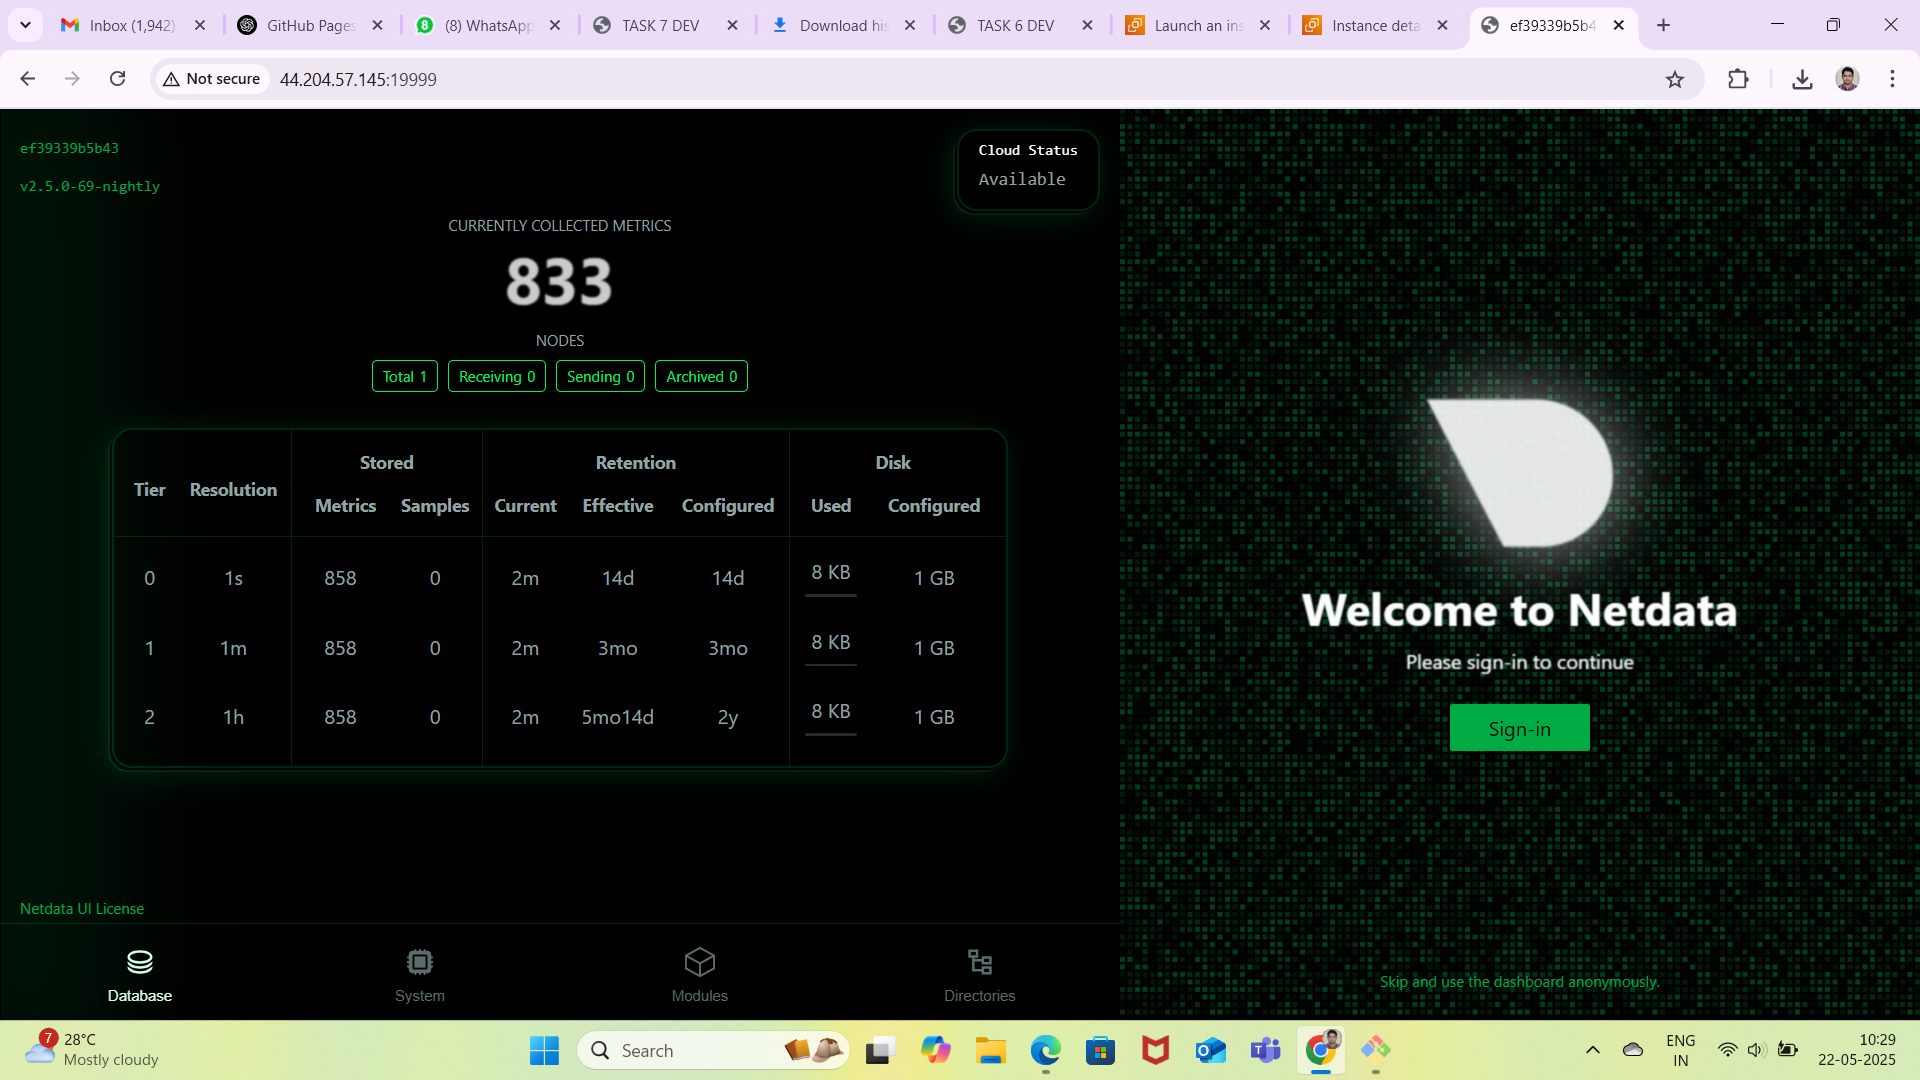 Inbox (1,942)
GitHub Pages
(8) WhatsApp
TASK 7 DEV
Download his
TASK 6 DEV
Launch an ins
Instance deta
ef39339b5b4
Not secure
44.204.57.145:19999
ef39339b5b43
v2.5.0-69-nightly
Cloud Status
Available
CURRENTLY COLLECTED METRICS
833
NODES
Total 1 Receiving 0 Sending 0 Archived 0
Stored Retention Disk
Tier Resolution
Metrics Samples Current Effective Configured Used Configured
0 1s 858 0 2m 14d 14d 8 KB 1 GB
1 1m 858 0 2m 3mo 3mo 8 KB 1 GB
2 1h 858 0 2m 5mo14d 2y 8 KB 1 GB
Netdata UI License
Database System Modules Directories
Welcome to Netdata
Please sign-in to continue
Sign-in
Skip and use the dashboard anonymously.
7
28°C
Mostly cloudy
Search
ENG
IN
10:29
22-05-2025